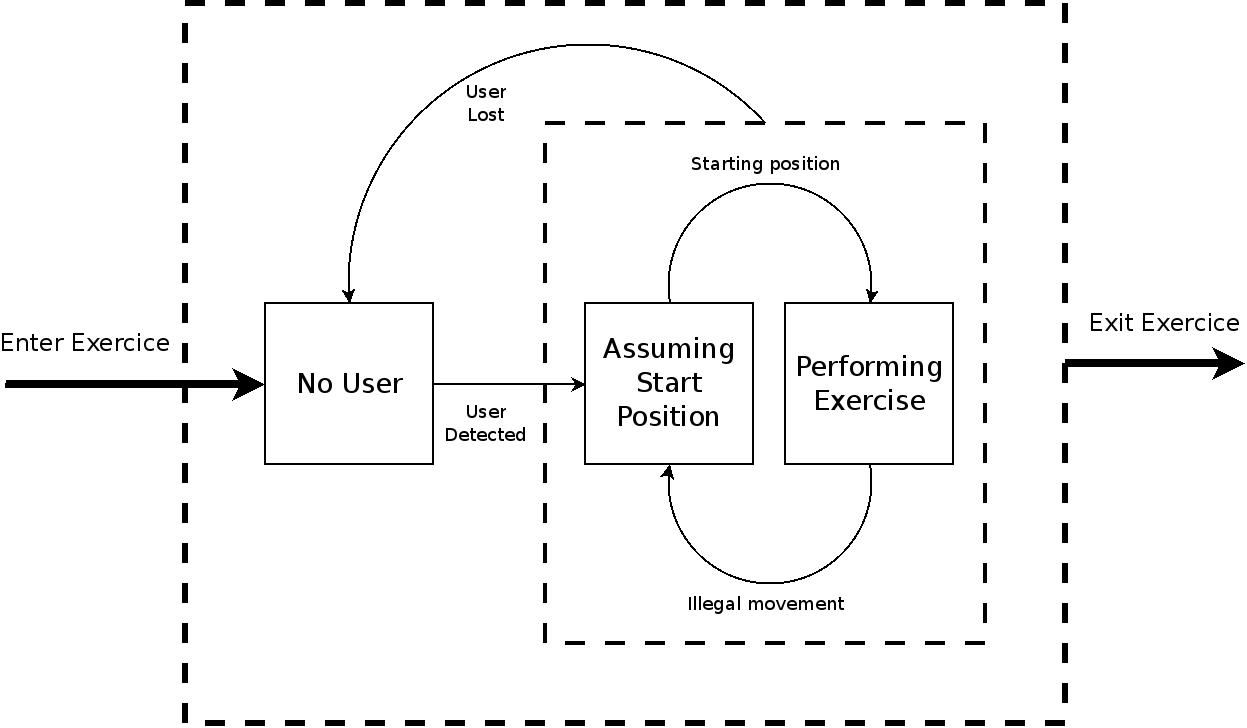 User
Lost
Starting position
Enter Exercice
Exit Exercice
No User
Assuming
Start
Position
Performing
Exercise
User
Detected
Illegal movement